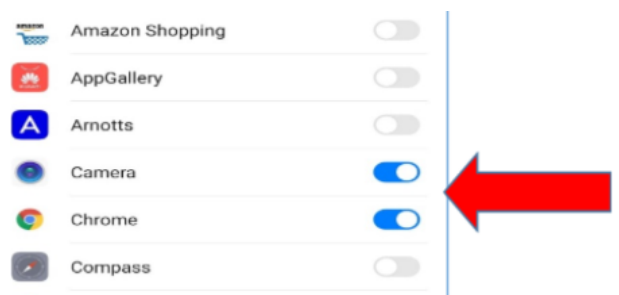 Amazon Shopping
AppGallery
Arnotts
Camera
Chrome
Compass